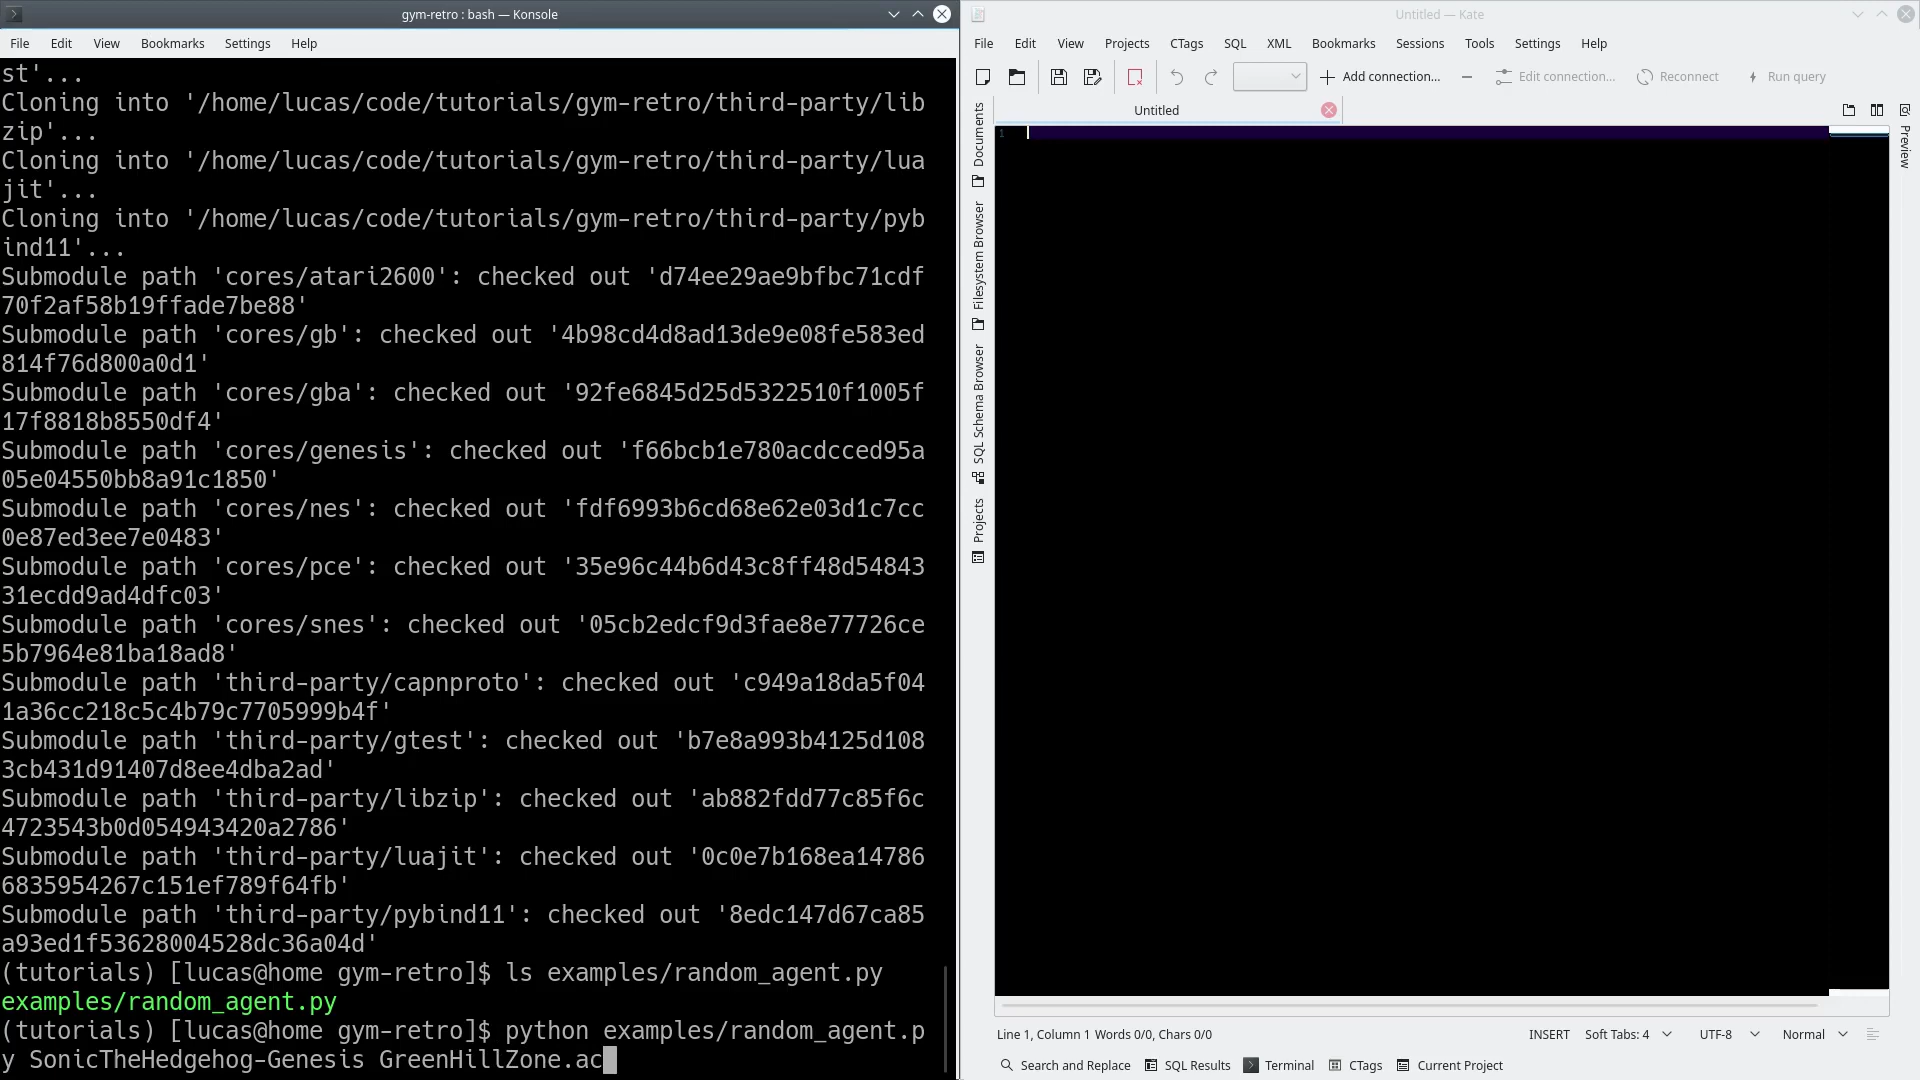 gym-retro : bash — Konsole
File Edit View Bookmarks Settings Help
st'...
Cloning into '/home/lucas/code/tutorials/gym-retro/third-party/lib
zip'...
Cloning into '/home/lucas/code/tutorials/gym-retro/third-party/lua
jit'...
Cloning into '/home/lucas/code/tutorials/gym-retro/third-party/pyb
ind11'...
Submodule path 'cores/atari2600': checked out 'd74ee29ae9bfbc71cdf
70f2af58b19ffade7be88'
Submodule path 'cores/gb': checked out '4b98cd4d8ad13de9e08fe583ed
814f76d800a0d1'
Submodule path 'cores/gba': checked out '92fe6845d25d5322510f1005f
17f8818b8550df4'
Submodule path 'cores/genesis': checked out 'f66bcb1e780acdcced95a
05e04550bb8a91c1850'
Submodule path 'cores/nes': checked out 'fdf6993b6cd68e62e03d1c7cc
0e87ed3ee7e0483'
Submodule path 'cores/pce': checked out '35e96c44b6d43c8ff48d54843
31ecdd9ad4dfc03'
Submodule path 'cores/snes': checked out '05cb2edcf9d3fae8e77726ce
5b7964e81ba18ad8'
Submodule path 'third-party/capnproto': checked out 'c949a18da5f04
1a36cc218c5c4b79c7705999b4f'
Submodule path 'third-party/gtest': checked out 'b7e8a993b4125d108
3cb431d91407d8ee4dba2ad'
Submodule path 'third-party/libzip': checked out 'ab882fdd77c85f6c
4723543b0d054943420a2786'
Submodule path 'third-party/luajit': checked out '0c0e7b168ea14786
6835954267c151ef789f64fb'
Submodule path 'third-party/pybind11': checked out '8edc147d67ca85
a93ed1f53628004528dc36a04d'
(tutorials) [lucas@home gym-retro]$ ls examples/random_agent.py
examples/random_agent.py
(tutorials) [lucas@home gym-retro]$ python examples/random_agent.p
y SonicTheHedgehog-Genesis GreenHillZone.ac
Untitled — Kate
File Edit View Projects CTags SQL XML Bookmarks Sessions Tools Settings Help
Add connection... Edit connection... Reconnect Run query
Untitled
1
Documents
Filesystem Browser
SQL Schema Browser
Projects
Preview
Line 1, Column 1 Words 0/0, Chars 0/0 INSERT Soft Tabs: 4 UTF-8 Normal
Search and Replace SQL Results Terminal CTags Current Project